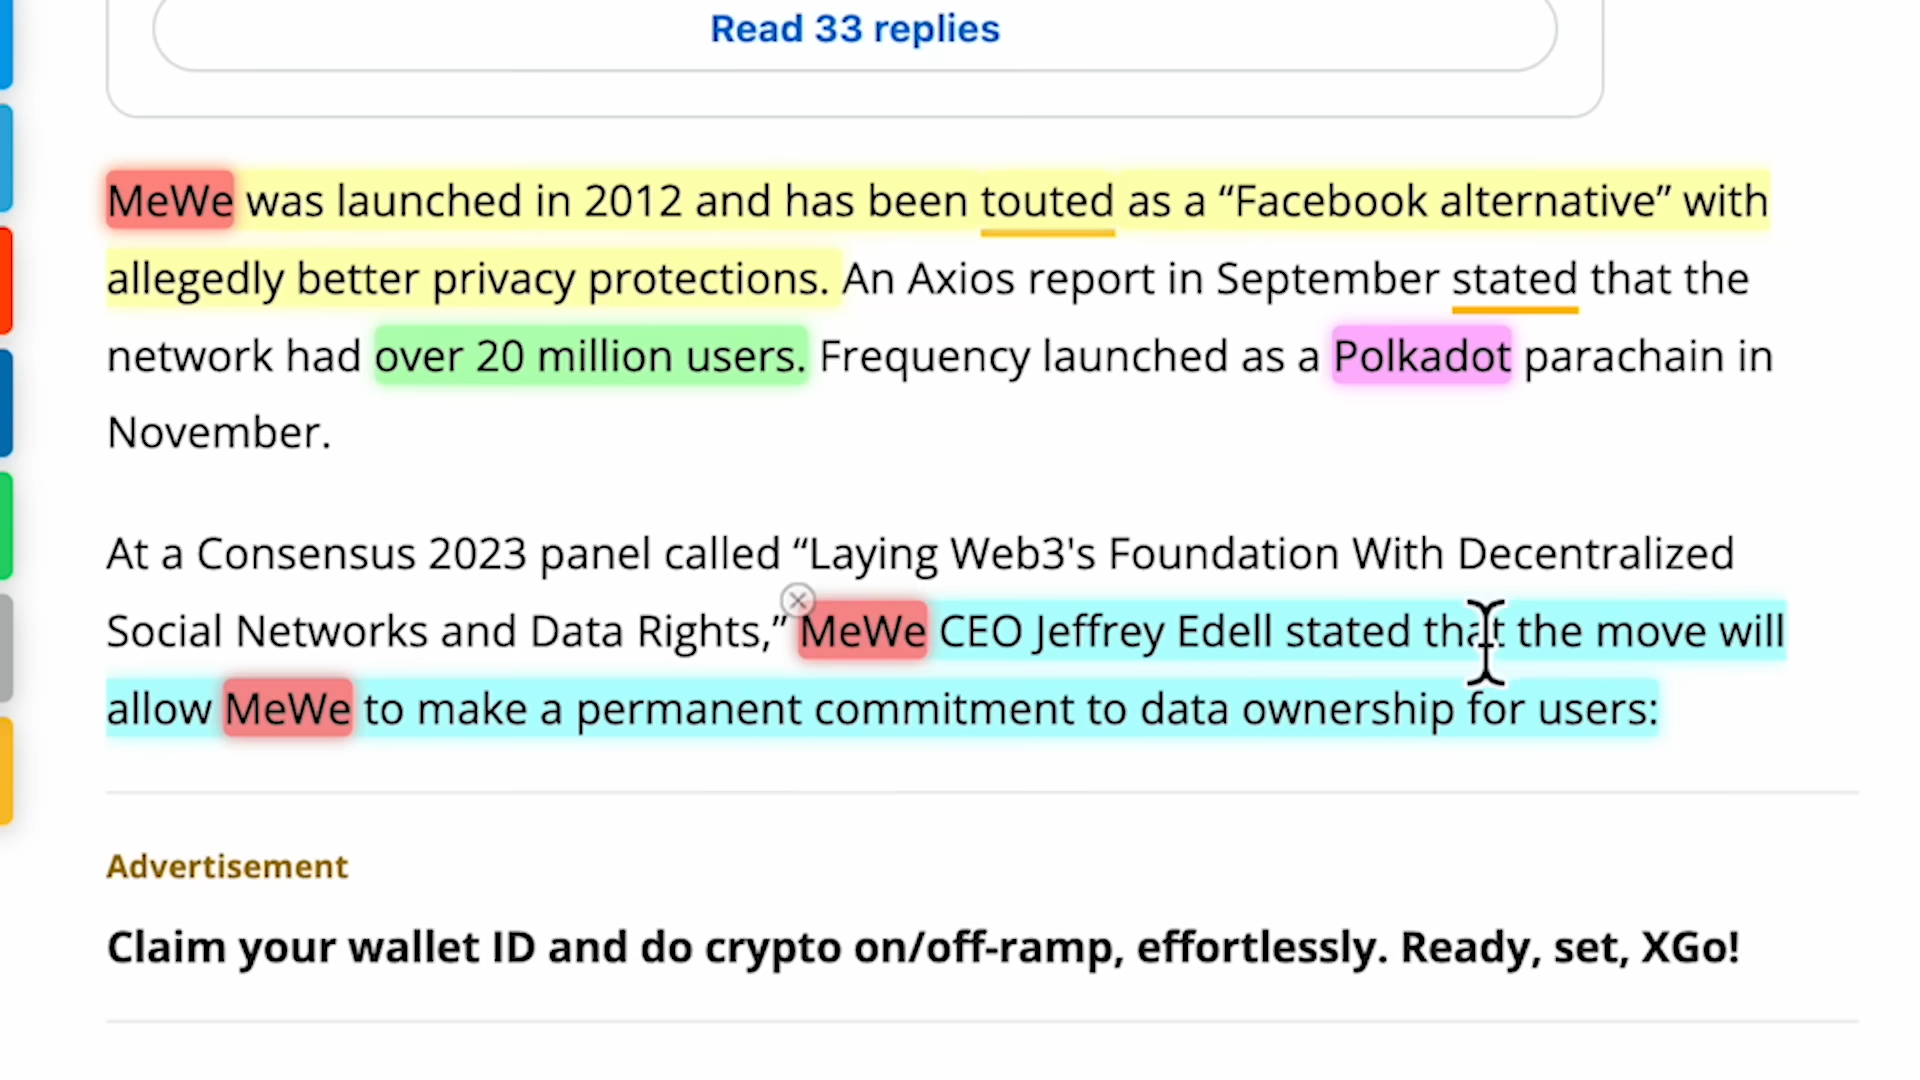 Read 33 replies
MeWe was launched in 2012 and has been touted as a “Facebook alternative” with
allegedly better privacy protections. An Axios report in September stated that the
network had over 20 million users. Frequency launched as a Polkadot parachain in
November.
At a Consensus 2023 panel called “Laying Web3's Foundation With Decentralized
Social Networks and Data Rights,” MeWe CEO Jeffrey Edell stated that the move will
allow MeWe to make a permanent commitment to data ownership for users:
Advertisement
Claim your wallet ID and do crypto on/off-ramp, effortlessly. Ready, set, XGo!